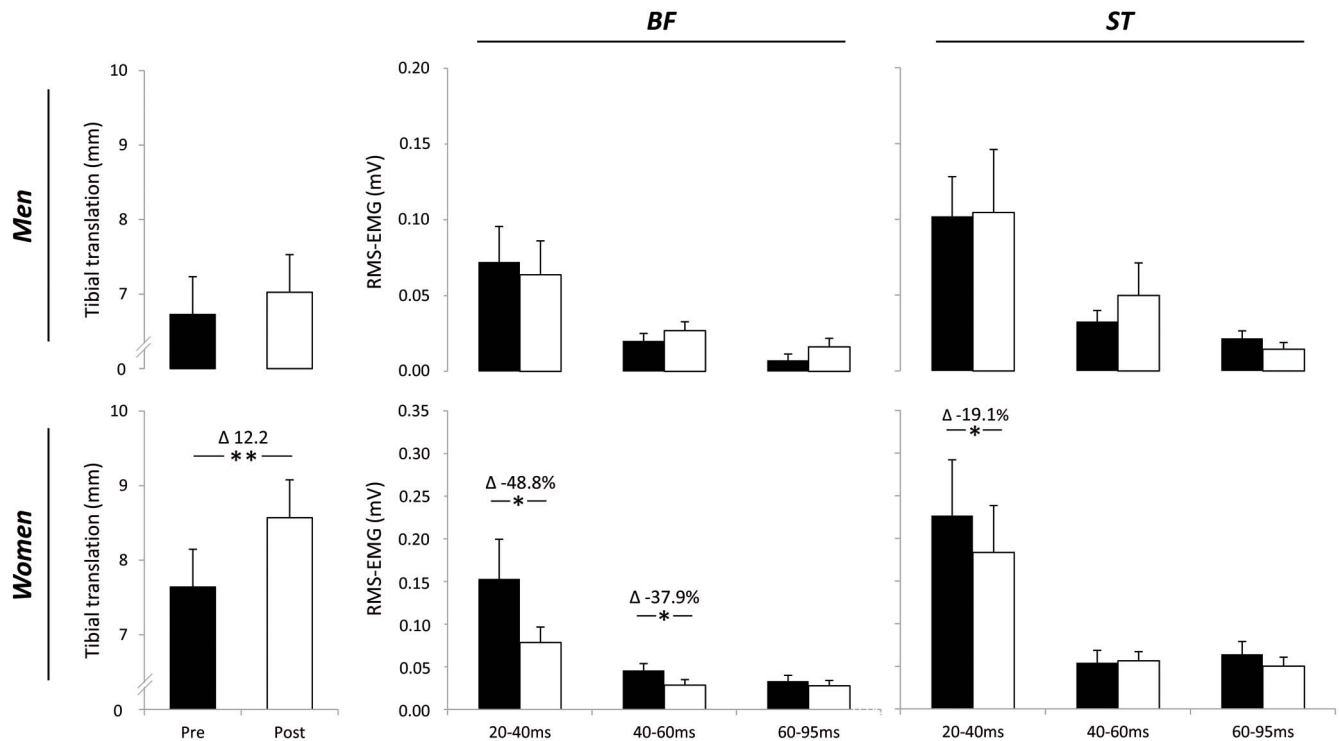 BF
ST
Men
Tibial translation (mm)
10
9
8
7
0
RMS-EMG (mV)
0.20
0.15
0.10
0.05
0.00
Women
Tibial translation (mm)
10
9
8
7
0
Δ 12.2
**
Pre
Post
RMS-EMG (mV)
0.35
0.30
0.25
0.20
0.15
0.10
0.05
0.00
Δ -48.8%
*
Δ -37.9%
*
20-40ms
40-60ms
60-95ms
Δ -19.1%
*
20-40ms
40-60ms
60-95ms